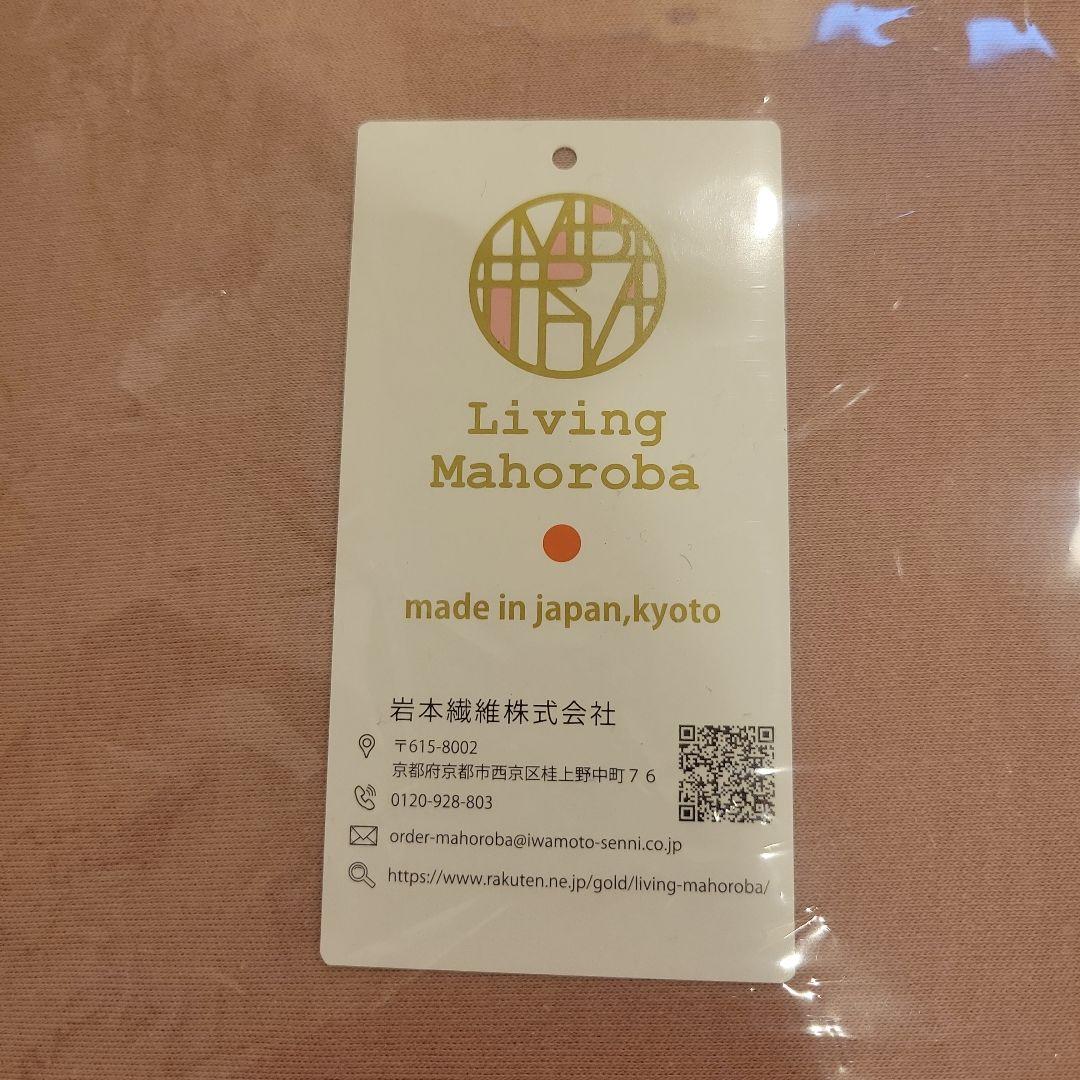 Living
Mahoroba
made in japan,kyoto
岩本繊維株式会社
〒615-8002
京都府京都市西京区桂上野中町７６
0120-928-803
order-mahoroba@iwamoto-senni.co.jp
https://www.rakuten.ne.jp/gold/living-mahoroba/